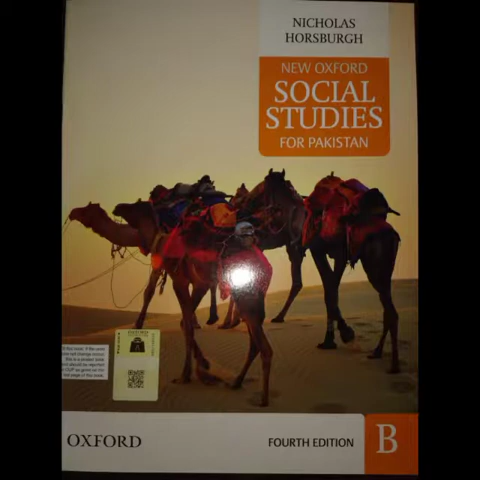 NICHOLAS
HORSBURGH
NEW OXFORD
SOCIAL
STUDIES
FOR PAKISTAN
OXFORD
FOURTH EDITION
B